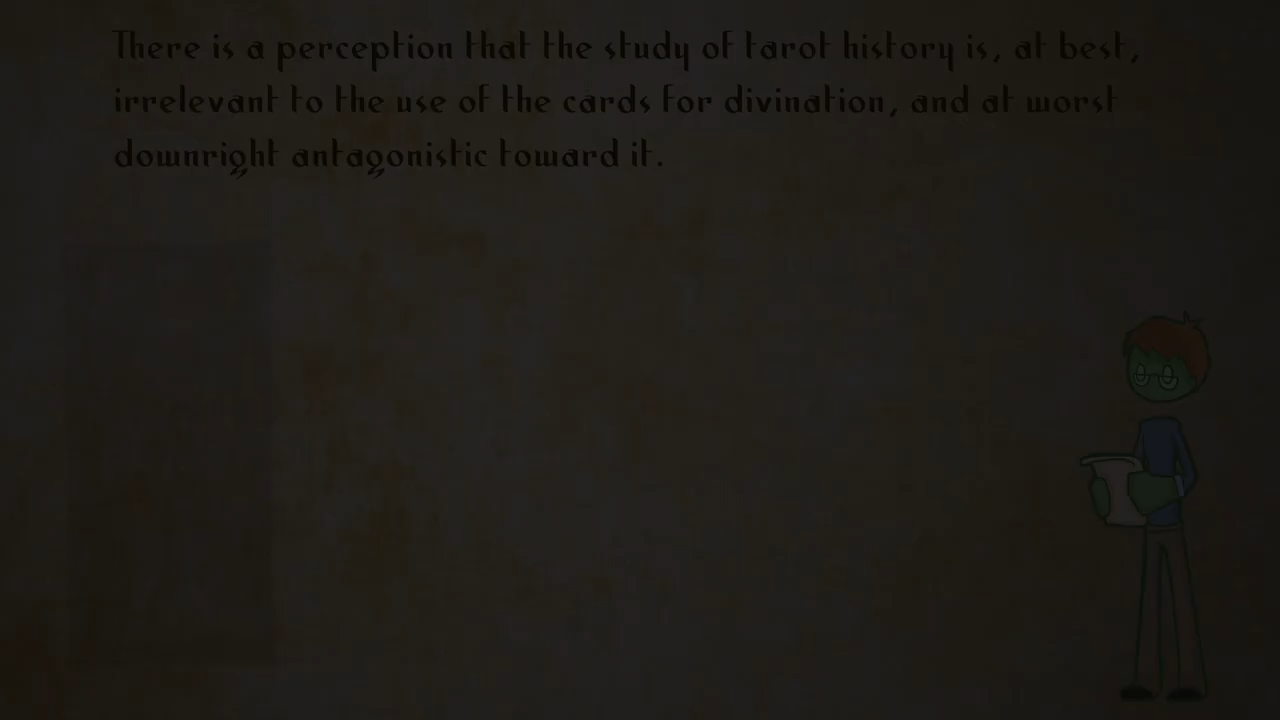 There is a perception that the study of tarot history is, at best,
irrelevant to the use of the cards for divination, and at worst
downright antagonistic toward it.